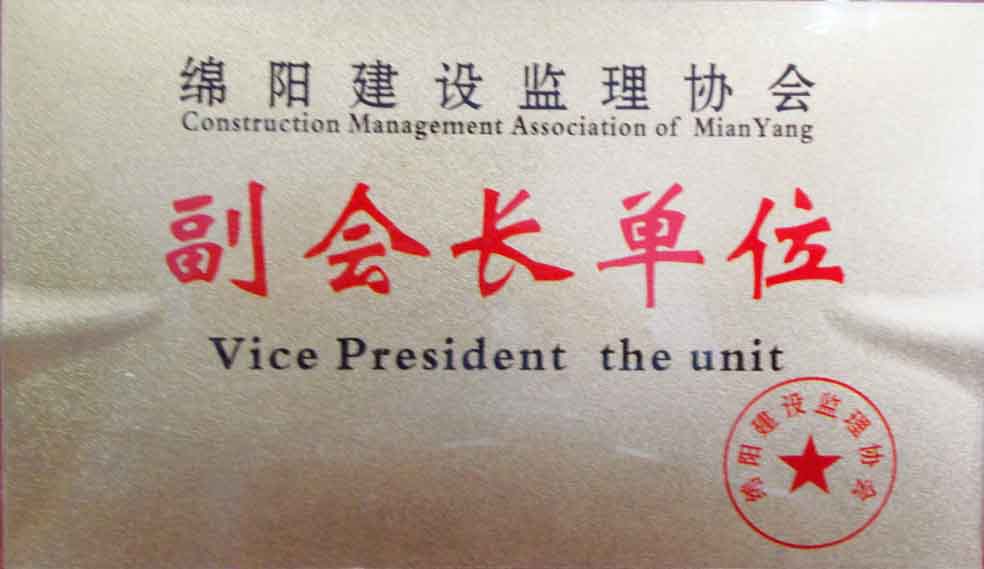 绵阳建设监理协会
Construction Management Association of MianYang
副会长单位
Vice President the unit
绵阳建设监理协会